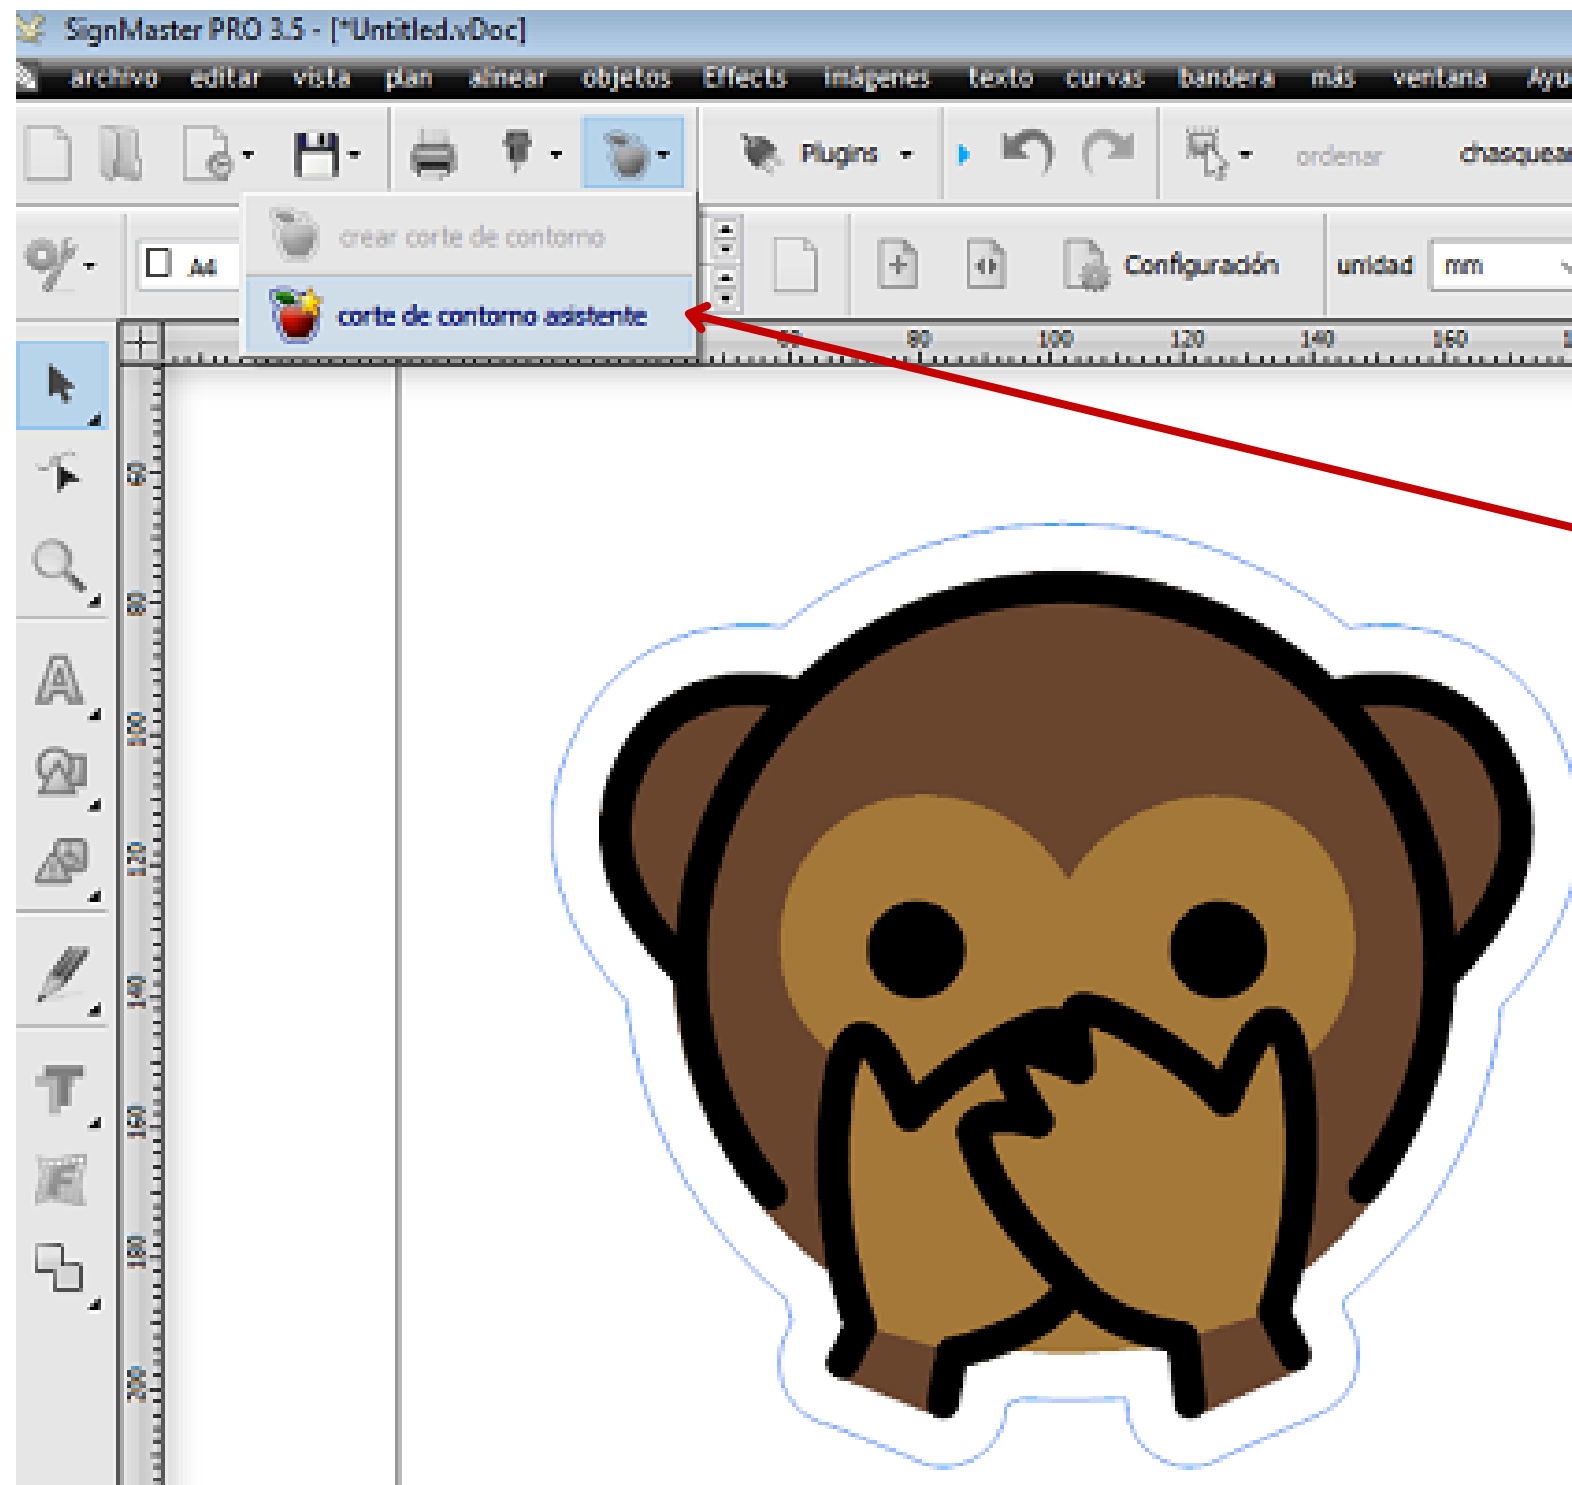 SignMaster PRO 3.5 - [*Untitled.vDoc]
archivo editar vista plan alinear objetos Effects imágenes texto curvas bandera más ventana Ayu
Plugins ordenar chasquear
crear corte de contorno
A4 Configuración unidad mm
corte de contorno asistente
80 100 120 140 160
60
80
100
120
140
160
180
200